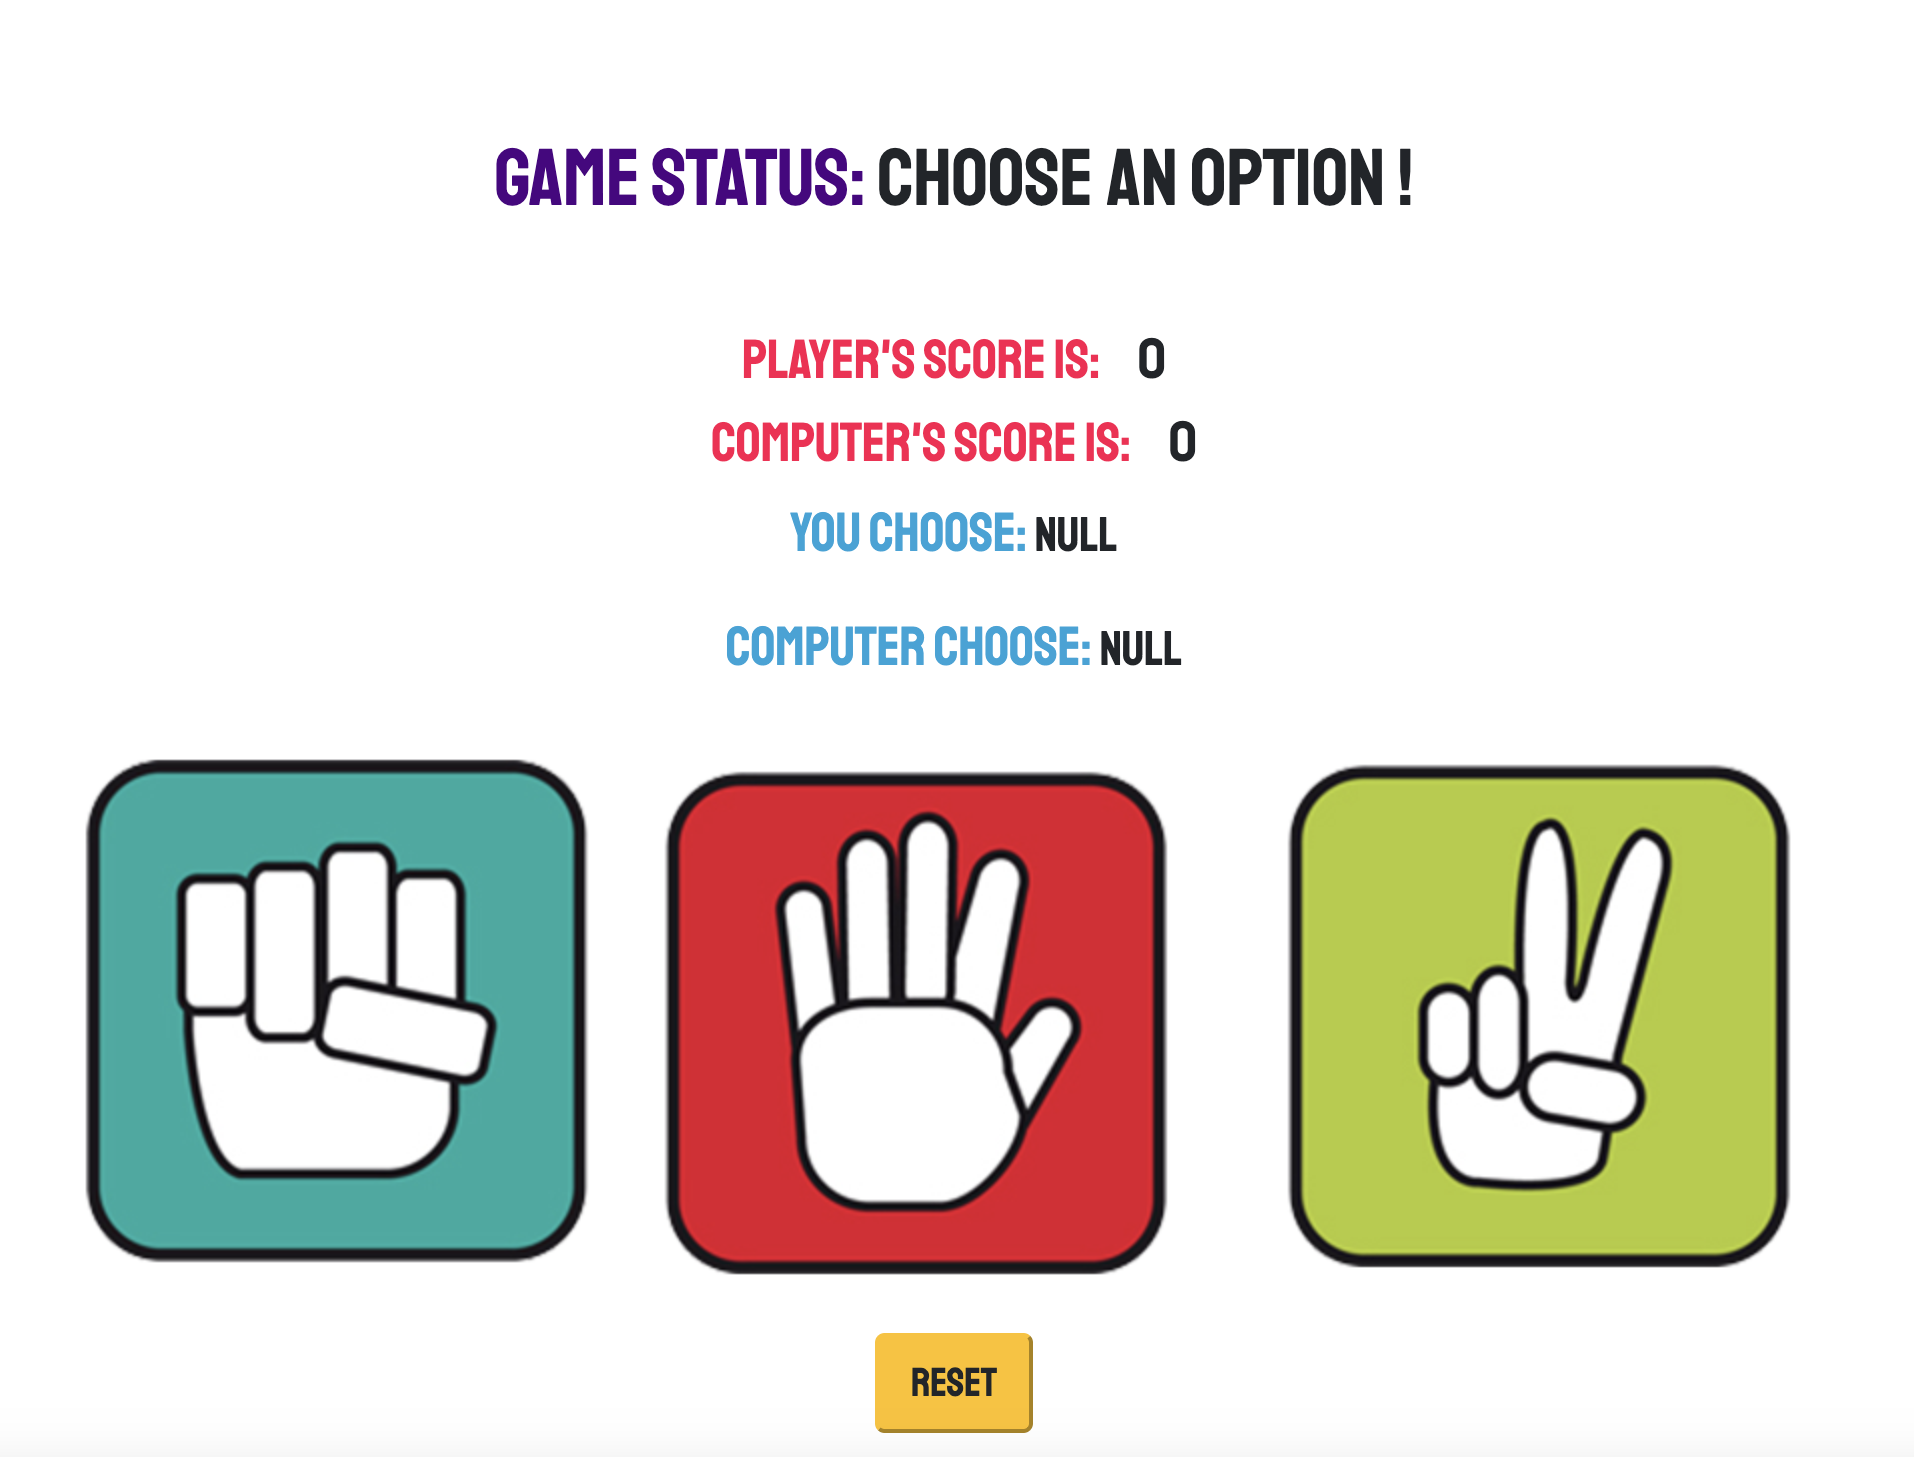 GAME STATUS: CHOOSE AN OPTION !
PLAYER'S SCORE IS: 0
COMPUTER'S SCORE IS: 0
YOU CHOOSE: NULL
COMPUTER CHOOSE: NULL
RESET